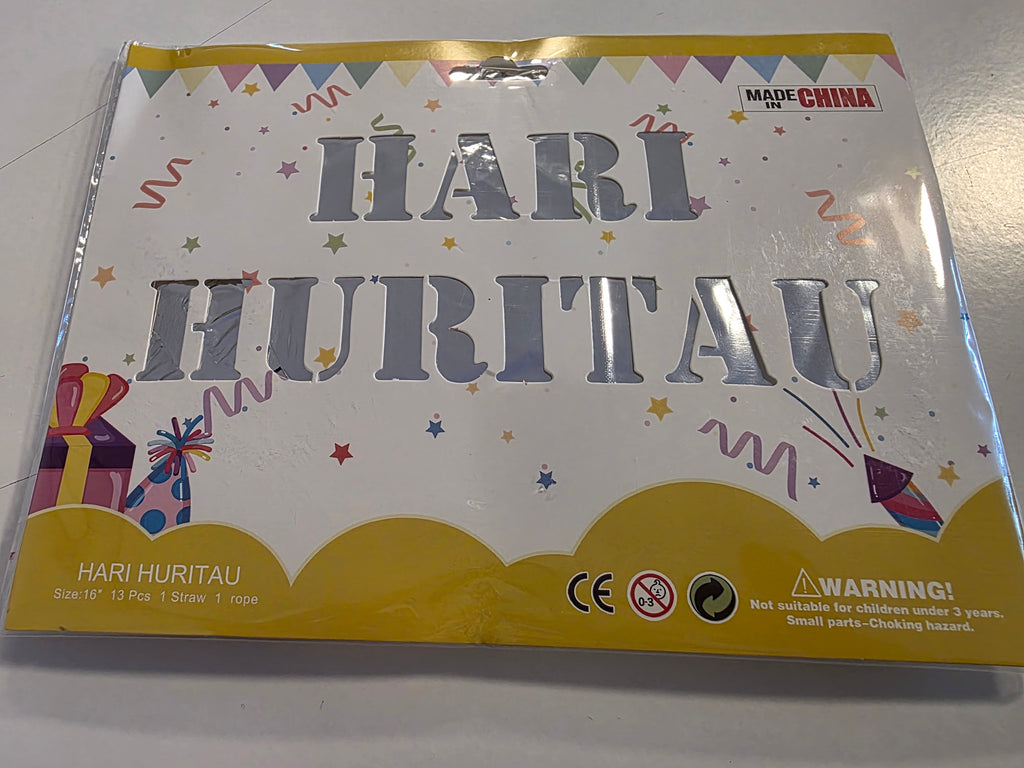 MADE
IN CHINA
HARI
HURITAU
HARI HURITAU
Size:16" 13 Pcs 1 Straw 1 rope
CE
0-3
⚠WARNING!
Not suitable for children under 3 years.
Small parts-Choking hazard.